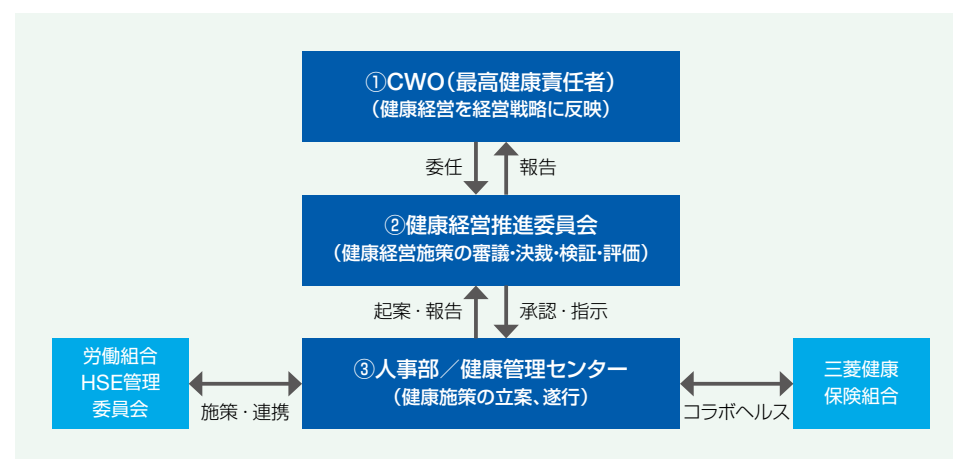 ①CWO（最高健康責任者）
（健康経営を経営戦略に反映）
委任
報告
②健康経営推進委員会
（健康経営施策の審議・決裁・検証・評価）
起案・報告
承認・指示
労働組合
HSE管理
委員会
施策・連携
③人事部／健康管理センター
（健康施策の立案、遂行）
コラボヘルス
三菱健康
保険組合